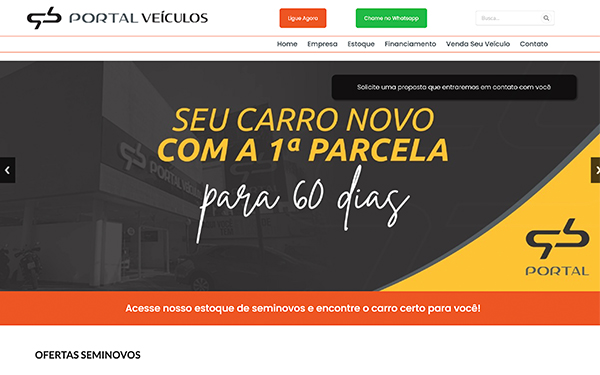 PORTAL VEÍCULOS
Ligue Agora
Chame no Whatsapp
Busca...
Home Empresa Estoque Financiamento Venda Seu Veículo Contato
Solicite uma proposta que entraremos em contato com você
SEU CARRO NOVO
COM A 1ª PARCELA
para 60 dias
PORTAL
Acesse nosso estoque de seminovos e encontre o carro certo para você!
OFERTAS SEMINOVOS